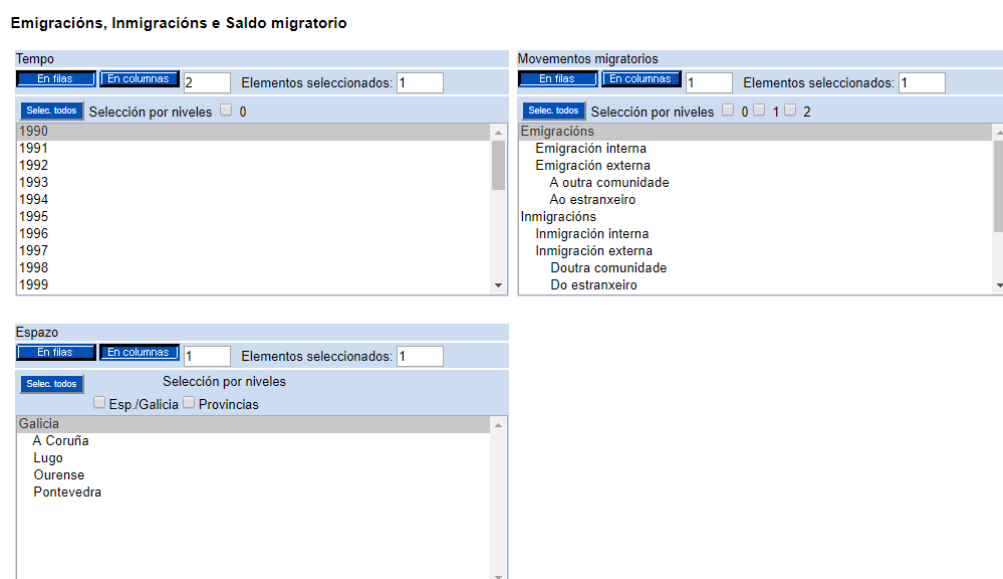 Emigracións, Inmigracións e Saldo migratorio
Tempo
En filas En columnas 2 Elementos seleccionados: 1
Selec. todos Selección por niveles 0
1990
1991
1992
1993
1994
1995
1996
1997
1998
1999
Movementos migratorios
En filas En columnas 1 Elementos seleccionados: 1
Selec. todos Selección por niveles 0 1 2
Emigracións
Emigración interna
Emigración externa
A outra comunidade
Ao estranxeiro
Inmigracións
Inmigración interna
Inmigración externa
Doutra comunidade
Do estranxeiro
Espazo
En filas En columnas 1 Elementos seleccionados: 1
Selec. todos Selección por niveles
Esp./Galicia Provincias
Galicia
A Coruña
Lugo
Ourense
Pontevedra